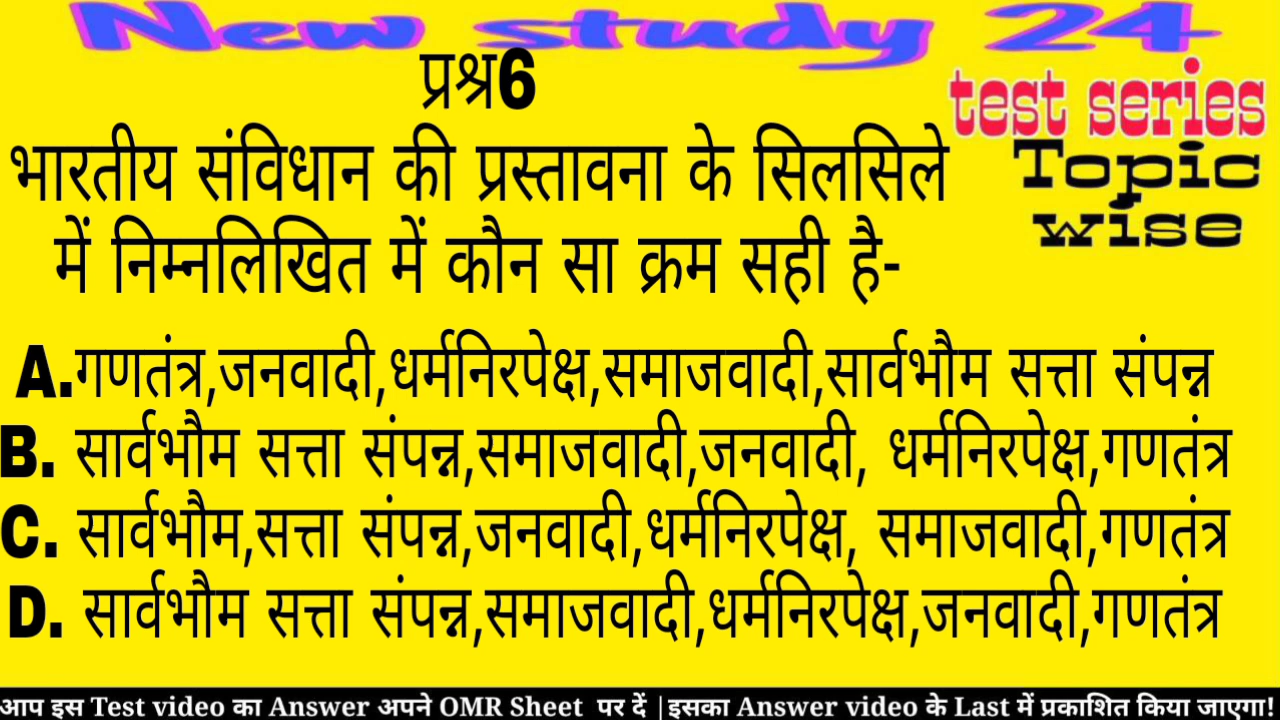 New study 24
test series
Topic
wise
प्रश्न6
भारतीय संविधान की प्रस्तावना के सिलसिले
में निम्नलिखित में कौन सा क्रम सही है-
A.गणतंत्र,जनवादी,धर्मनिरपेक्ष,समाजवादी,सार्वभौम सत्ता संपन्न
B. सार्वभौम सत्ता संपन्न,समाजवादी,जनवादी, धर्मनिरपेक्ष,गणतंत्र
C. सार्वभौम,सत्ता संपन्न,जनवादी,धर्मनिरपेक्ष, समाजवादी,गणतंत्र
D. सार्वभौम सत्ता संपन्न,समाजवादी,धर्मनिरपेक्ष,जनवादी,गणतंत्र
आप इस Test video का Answer अपने OMR Sheet पर दें |इसका Answer video के Last में प्रकाशित किया जाएगा!